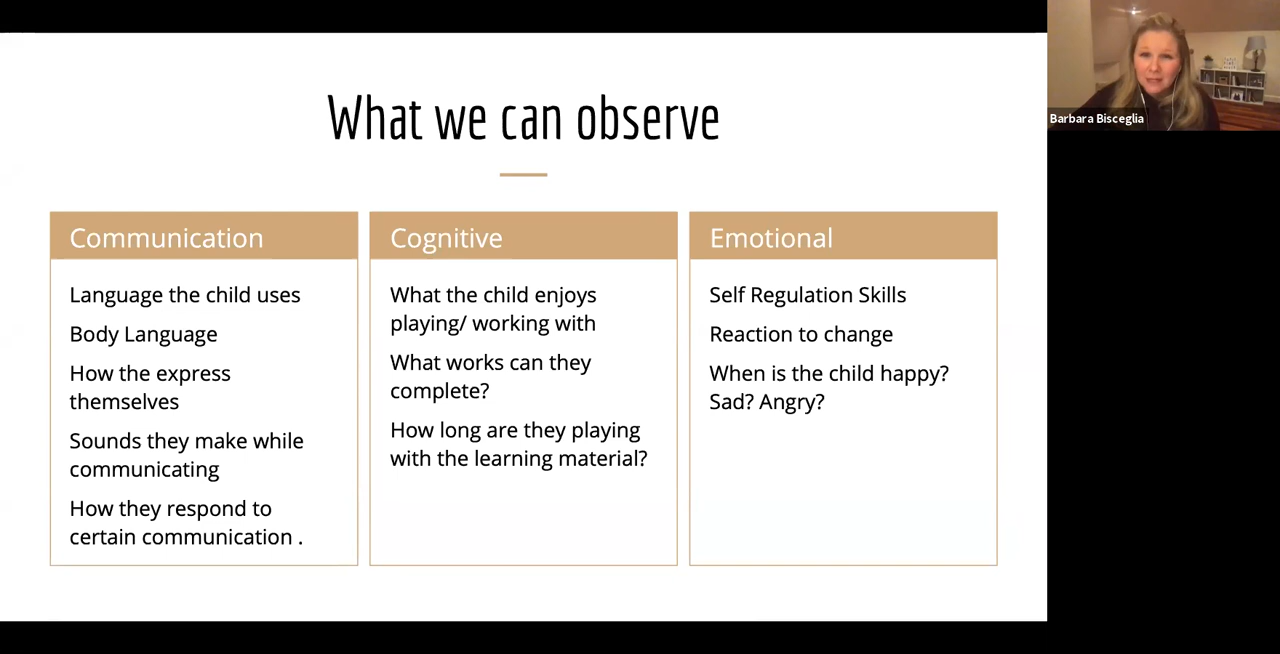 What we can observe
Communication
Language the child uses
Body Language
How the express
themselves
Sounds they make while
communicating
How they respond to
certain communication .
Cognitive
What the child enjoys
playing/ working with
What works can they
complete?
How long are they playing
with the learning material?
Emotional
Self Regulation Skills
Reaction to change
When is the child happy?
Sad? Angry?
Barbara Bisceglia